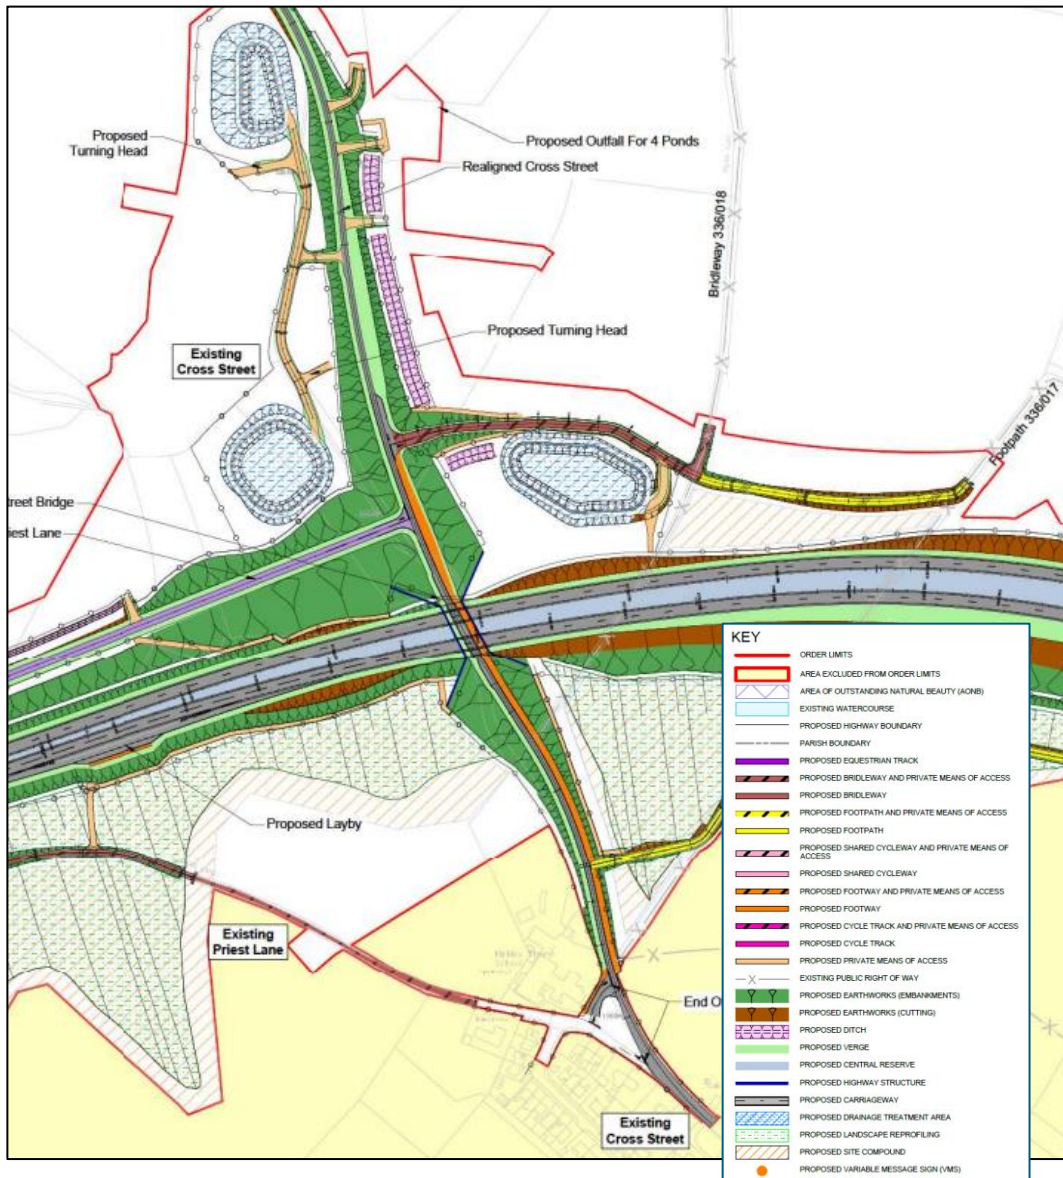 Proposed
Turning Head
Proposed Outfall For 4 Ponds
Realigned Cross Street
Bridleway 336/018
Proposed Turning Head
Existing
Cross Street
Footpath 336/017
treet Bridge
iest Lane
Proposed Layby
Existing
Priest Lane
End O
Existing
Cross Street
KEY
ORDER LIMITS
AREA EXCLUDED FROM ORDER LIMITS
AREA OF OUTSTANDING NATURAL BEAUTY (AONB)
EXISTING WATERCOURSE
PROPOSED HIGHWAY BOUNDARY
PARISH BOUNDARY
PROPOSED EQUESTRIAN TRACK
PROPOSED BRIDLEWAY AND PRIVATE MEANS OF ACCESS
PROPOSED BRIDLEWAY
PROPOSED FOOTPATH AND PRIVATE MEANS OF ACCESS
PROPOSED FOOTPATH
PROPOSED SHARED CYCLEWAY AND PRIVATE MEANS OF
ACCESS
PROPOSED SHARED CYCLEWAY
PROPOSED FOOTWAY AND PRIVATE MEANS OF ACCESS
PROPOSED FOOTWAY
PROPOSED CYCLE TRACK AND PRIVATE MEANS OF ACCESS
PROPOSED CYCLE TRACK
PROPOSED PRIVATE MEANS OF ACCESS
EXISTING PUBLIC RIGHT OF WAY
PROPOSED EARTHWORKS (EMBANKMENTS)
PROPOSED EARTHWORKS (CUTTING)
PROPOSED DITCH
PROPOSED VERGE
PROPOSED CENTRAL RESERVE
PROPOSED HIGHWAY STRUCTURE
PROPOSED CARRIAGEWAY
PROPOSED DRAINAGE TREATMENT AREA
PROPOSED LANDSCAPE REPROFILING
PROPOSED SITE COMPOUND
PROPOSED VARIABLE MESSAGE SIGN (VMS)